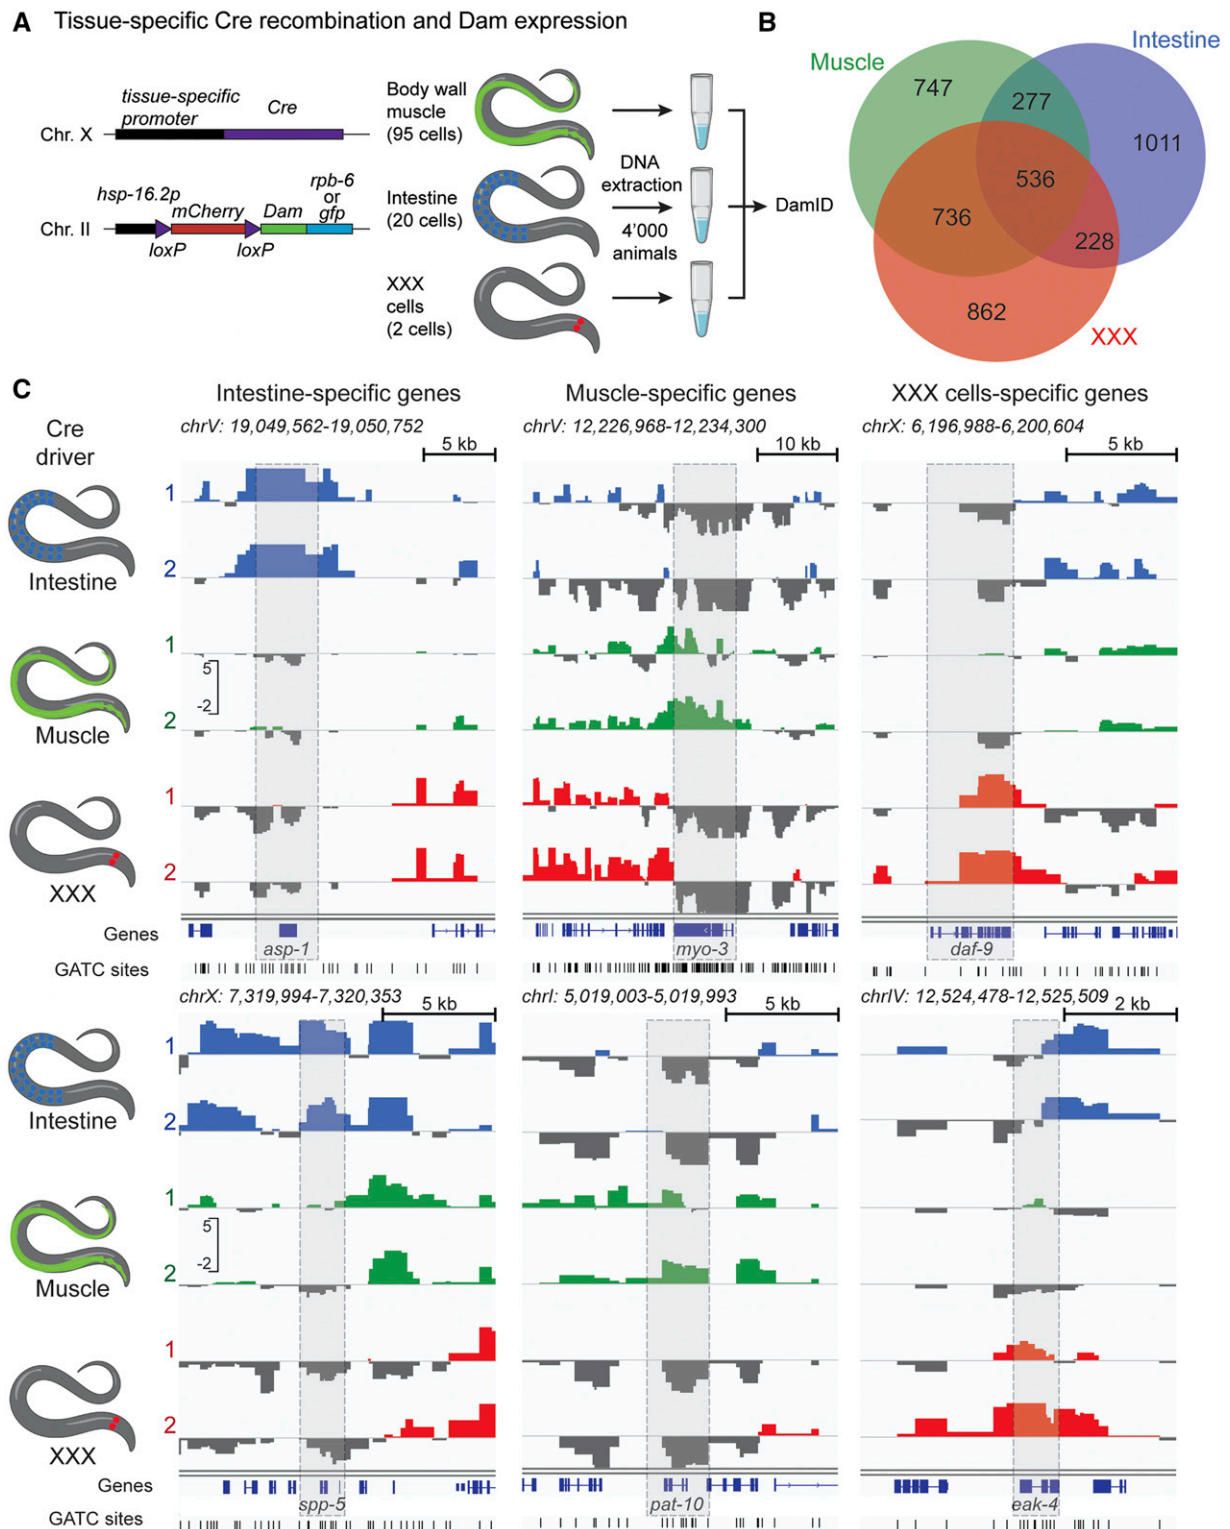 A Tissue-specific Cre recombination and Dam expression
tissue-specific
promoter
Cre
Chr. X
hsp-16.2p
mCherry
Dam
rpb-6
or
gfp
Chr. II
loxP
loxP
Body wall
muscle
(95 cells)
Intestine
(20 cells)
XXX
cells
(2 cells)
DNA
extraction
4'000
animals
DamID
B
Muscle
Intestine
747
277
1011
536
736
228
862
XXX
C
Intestine-specific genes
Muscle-specific genes
XXX cells-specific genes
Cre
driver
chrV: 19,049,562-19,050,752
5 kb
chrV: 12,226,968-12,234,300
10 kb
chrX: 6,196,988-6,200,604
5 kb
1
2
Intestine
1
5
-2
2
Muscle
1
2
XXX
Genes
asp-1
myo-3
daf-9
GATC sites
chrX: 7,319,994-7,320,353
5 kb
chrI: 5,019,003-5,019,993
5 kb
chrIV: 12,524,478-12,525,509
2 kb
1
2
Intestine
1
5
-2
2
Muscle
1
2
XXX
Genes
spp-5
pat-10
eak-4
GATC sites